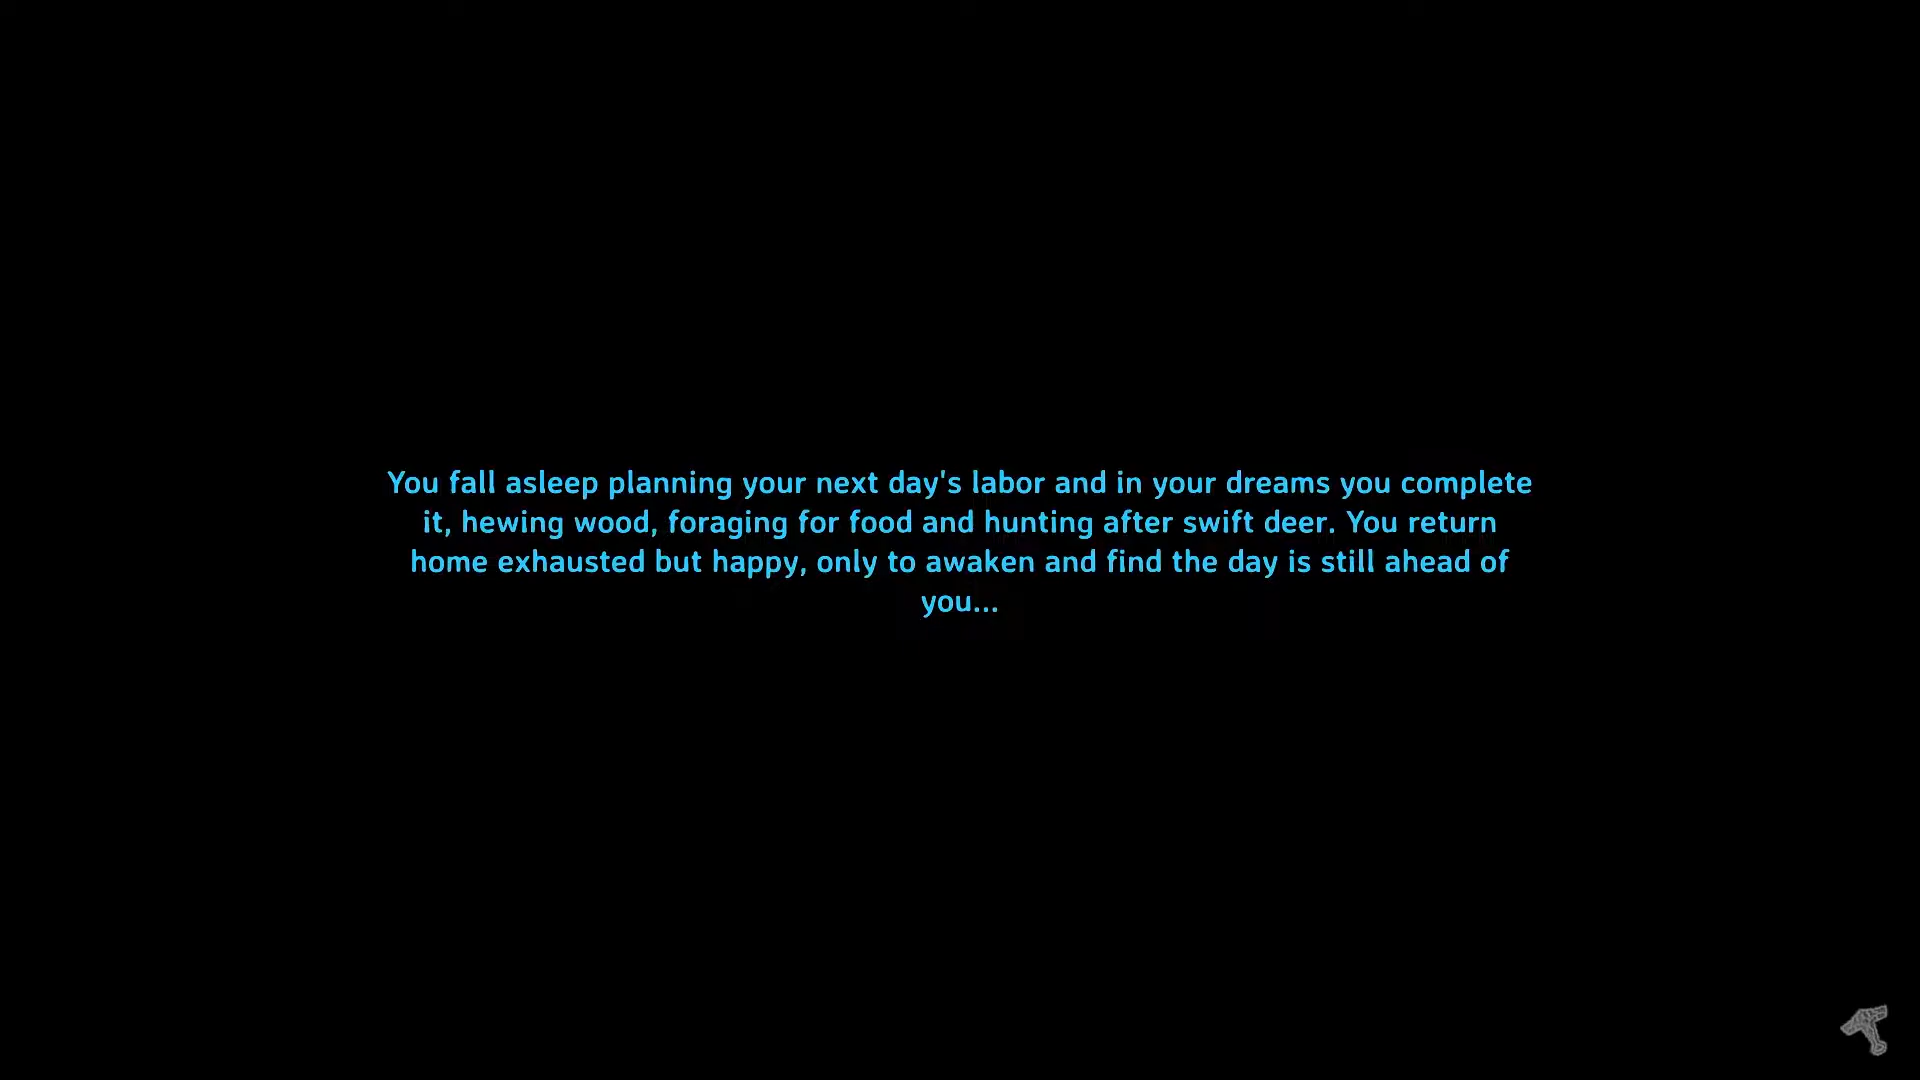 You fall asleep planning your next day's labor and in your dreams you complete
it, hewing wood, foraging for food and hunting after swift deer. You return
home exhausted but happy, only to awaken and find the day is still ahead of
you...